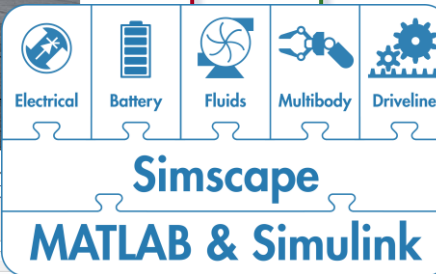 Electrical Battery Fluids Multibody Driveline
Simscape
MATLAB & Simulink